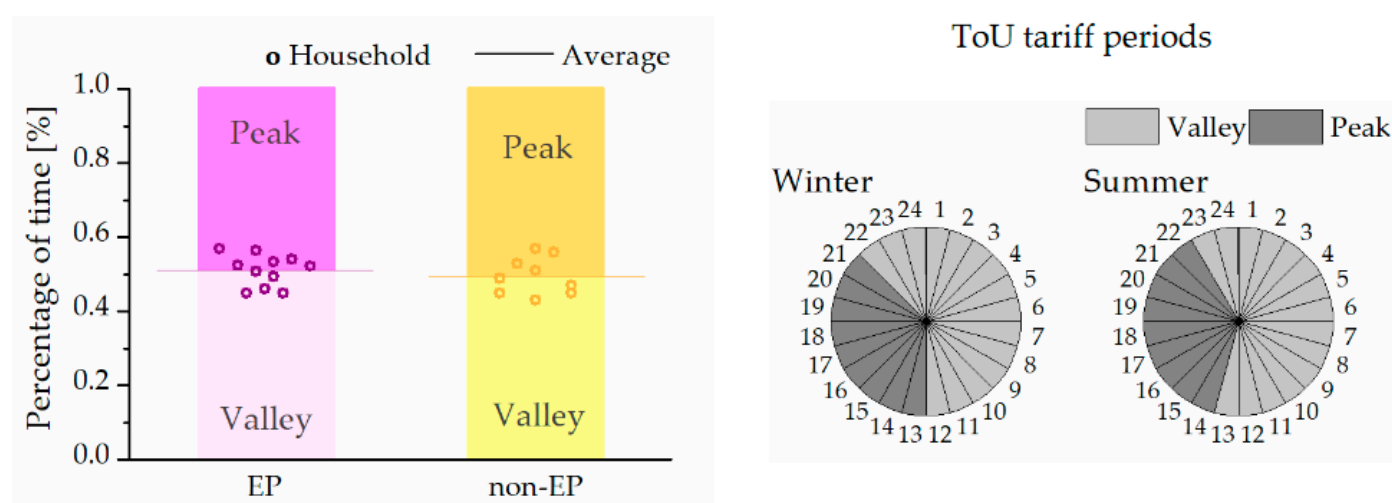 ToU tariff periods
o Household — Average
Percentage of time [%]
1.0
0.8
0.6
0.4
0.2
0.0
Peak
Peak
Valley
Valley
EP
non-EP
Valley Peak
Winter
24 1 2 3 4 5 6 7 8 9 10 11 12 13 14 15 16 17 18 19 20 21 22 23
Summer
24 1 2 3 4 5 6 7 8 9 10 11 12 13 14 15 16 17 18 19 20 21 22 23